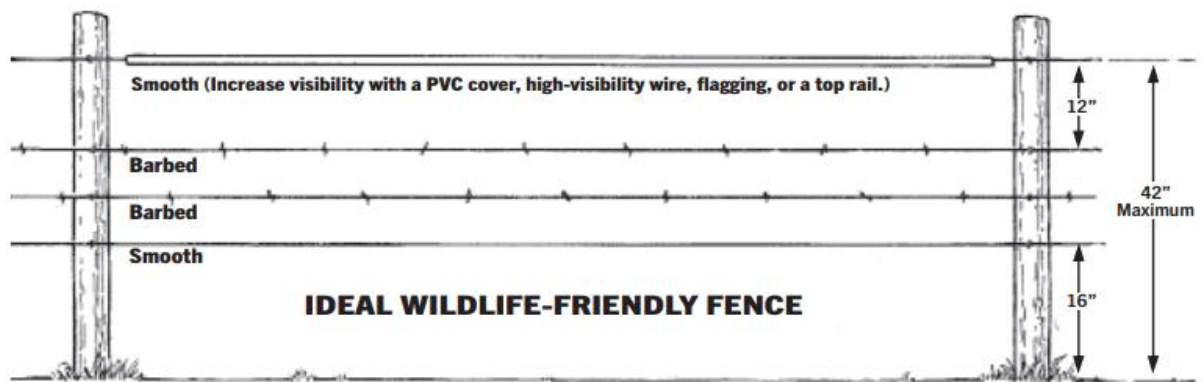 Smooth (Increase visibility with a PVC cover, high-visibility wire, flagging, or a top rail.)
12”
Barbed
Barbed
42”
Maximum
Smooth
16”
IDEAL WILDLIFE-FRIENDLY FENCE